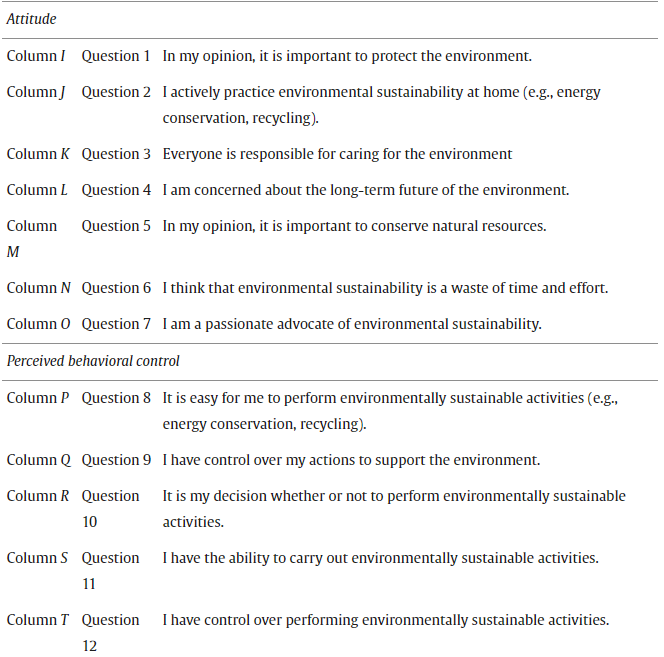 Attitude
Column I Question 1 In my opinion, it is important to protect the environment.
Column J Question 2 I actively practice environmental sustainability at home (e.g., energy
conservation, recycling).
Column K Question 3 Everyone is responsible for caring for the environment
Column L Question 4 I am concerned about the long-term future of the environment.
Column Question 5 In my opinion, it is important to conserve natural resources.
M
Column N Question 6 I think that environmental sustainability is a waste of time and effort.
Column O Question 7 I am a passionate advocate of environmental sustainability.
Perceived behavioral control
Column P Question 8 It is easy for me to perform environmentally sustainable activities (e.g.,
energy conservation, recycling).
Column Q Question 9 I have control over my actions to support the environment.
Column R Question It is my decision whether or not to perform environmentally sustainable
10 activities.
Column S Question I have the ability to carry out environmentally sustainable activities.
11
Column T Question I have control over performing environmentally sustainable activities.
12